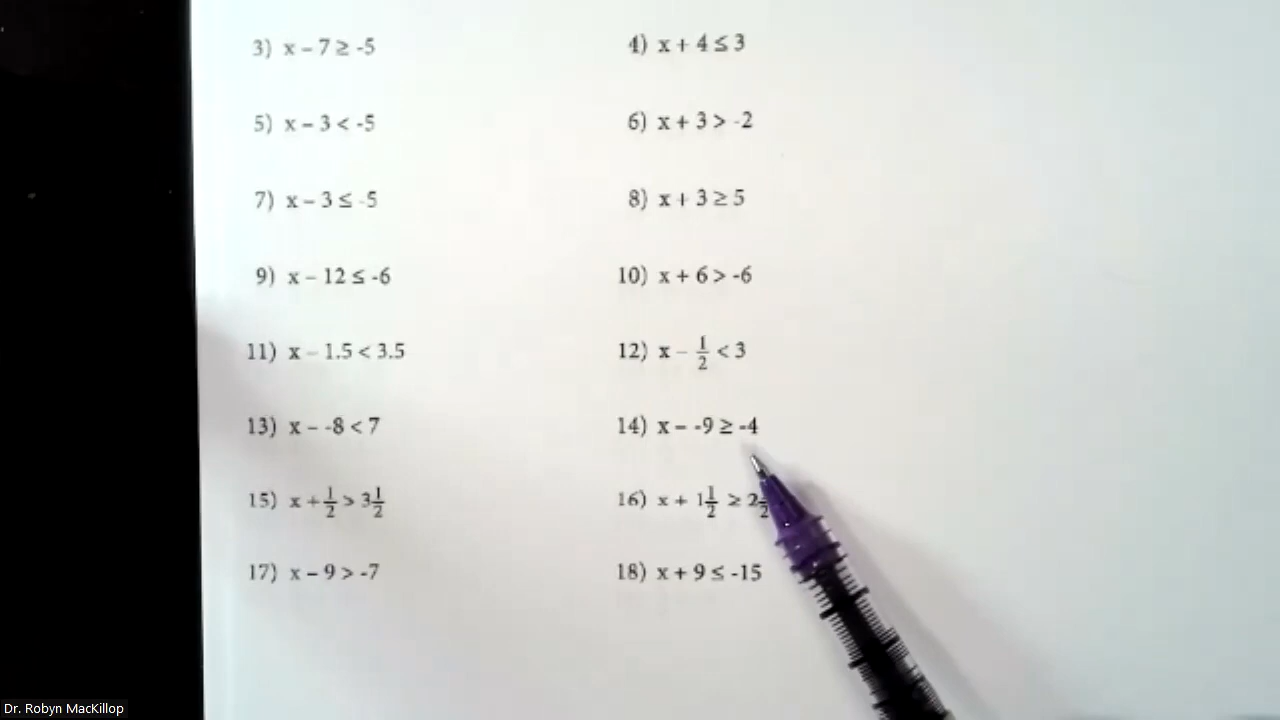 3) x – 7 ≥ -5
4) x + 4 ≤ 3
5) x – 3 < -5
6) x + 3 > -2
7) x – 3 ≤ -5
8) x + 3 ≥ 5
9) x – 12 ≤ -6
10) x + 6 > -6
11) x – 1.5 < 3.5
12) x – 1/2 < 3
13) x – -8 < 7
14) x – -9 ≥ -4
15) x + 1/2 > 3 1/2
16) x + 1 1/2 ≥ 2
17) x – 9 > -7
18) x + 9 ≤ -15
Dr. Robyn MacKillop